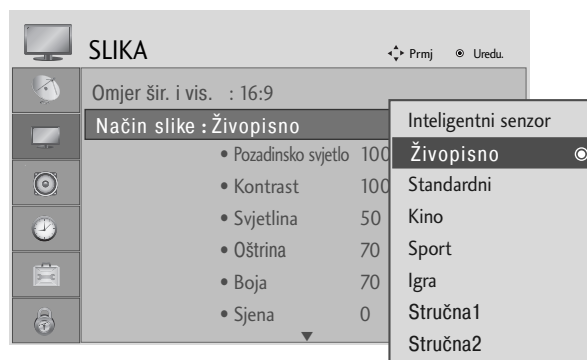 SLIKA
Prmj
Uredu.
Omjer šir. i vis. : 16:9
Način slike : Živopisno
• Pozadinsko svjetlo 100
• Kontrast 100
• Svjetlina 50
• Oštrina 70
• Boja 70
• Sjena 0
Inteligentni senzor
Živopisno
Standardni
Kino
Sport
Igra
Stručna1
Stručna2